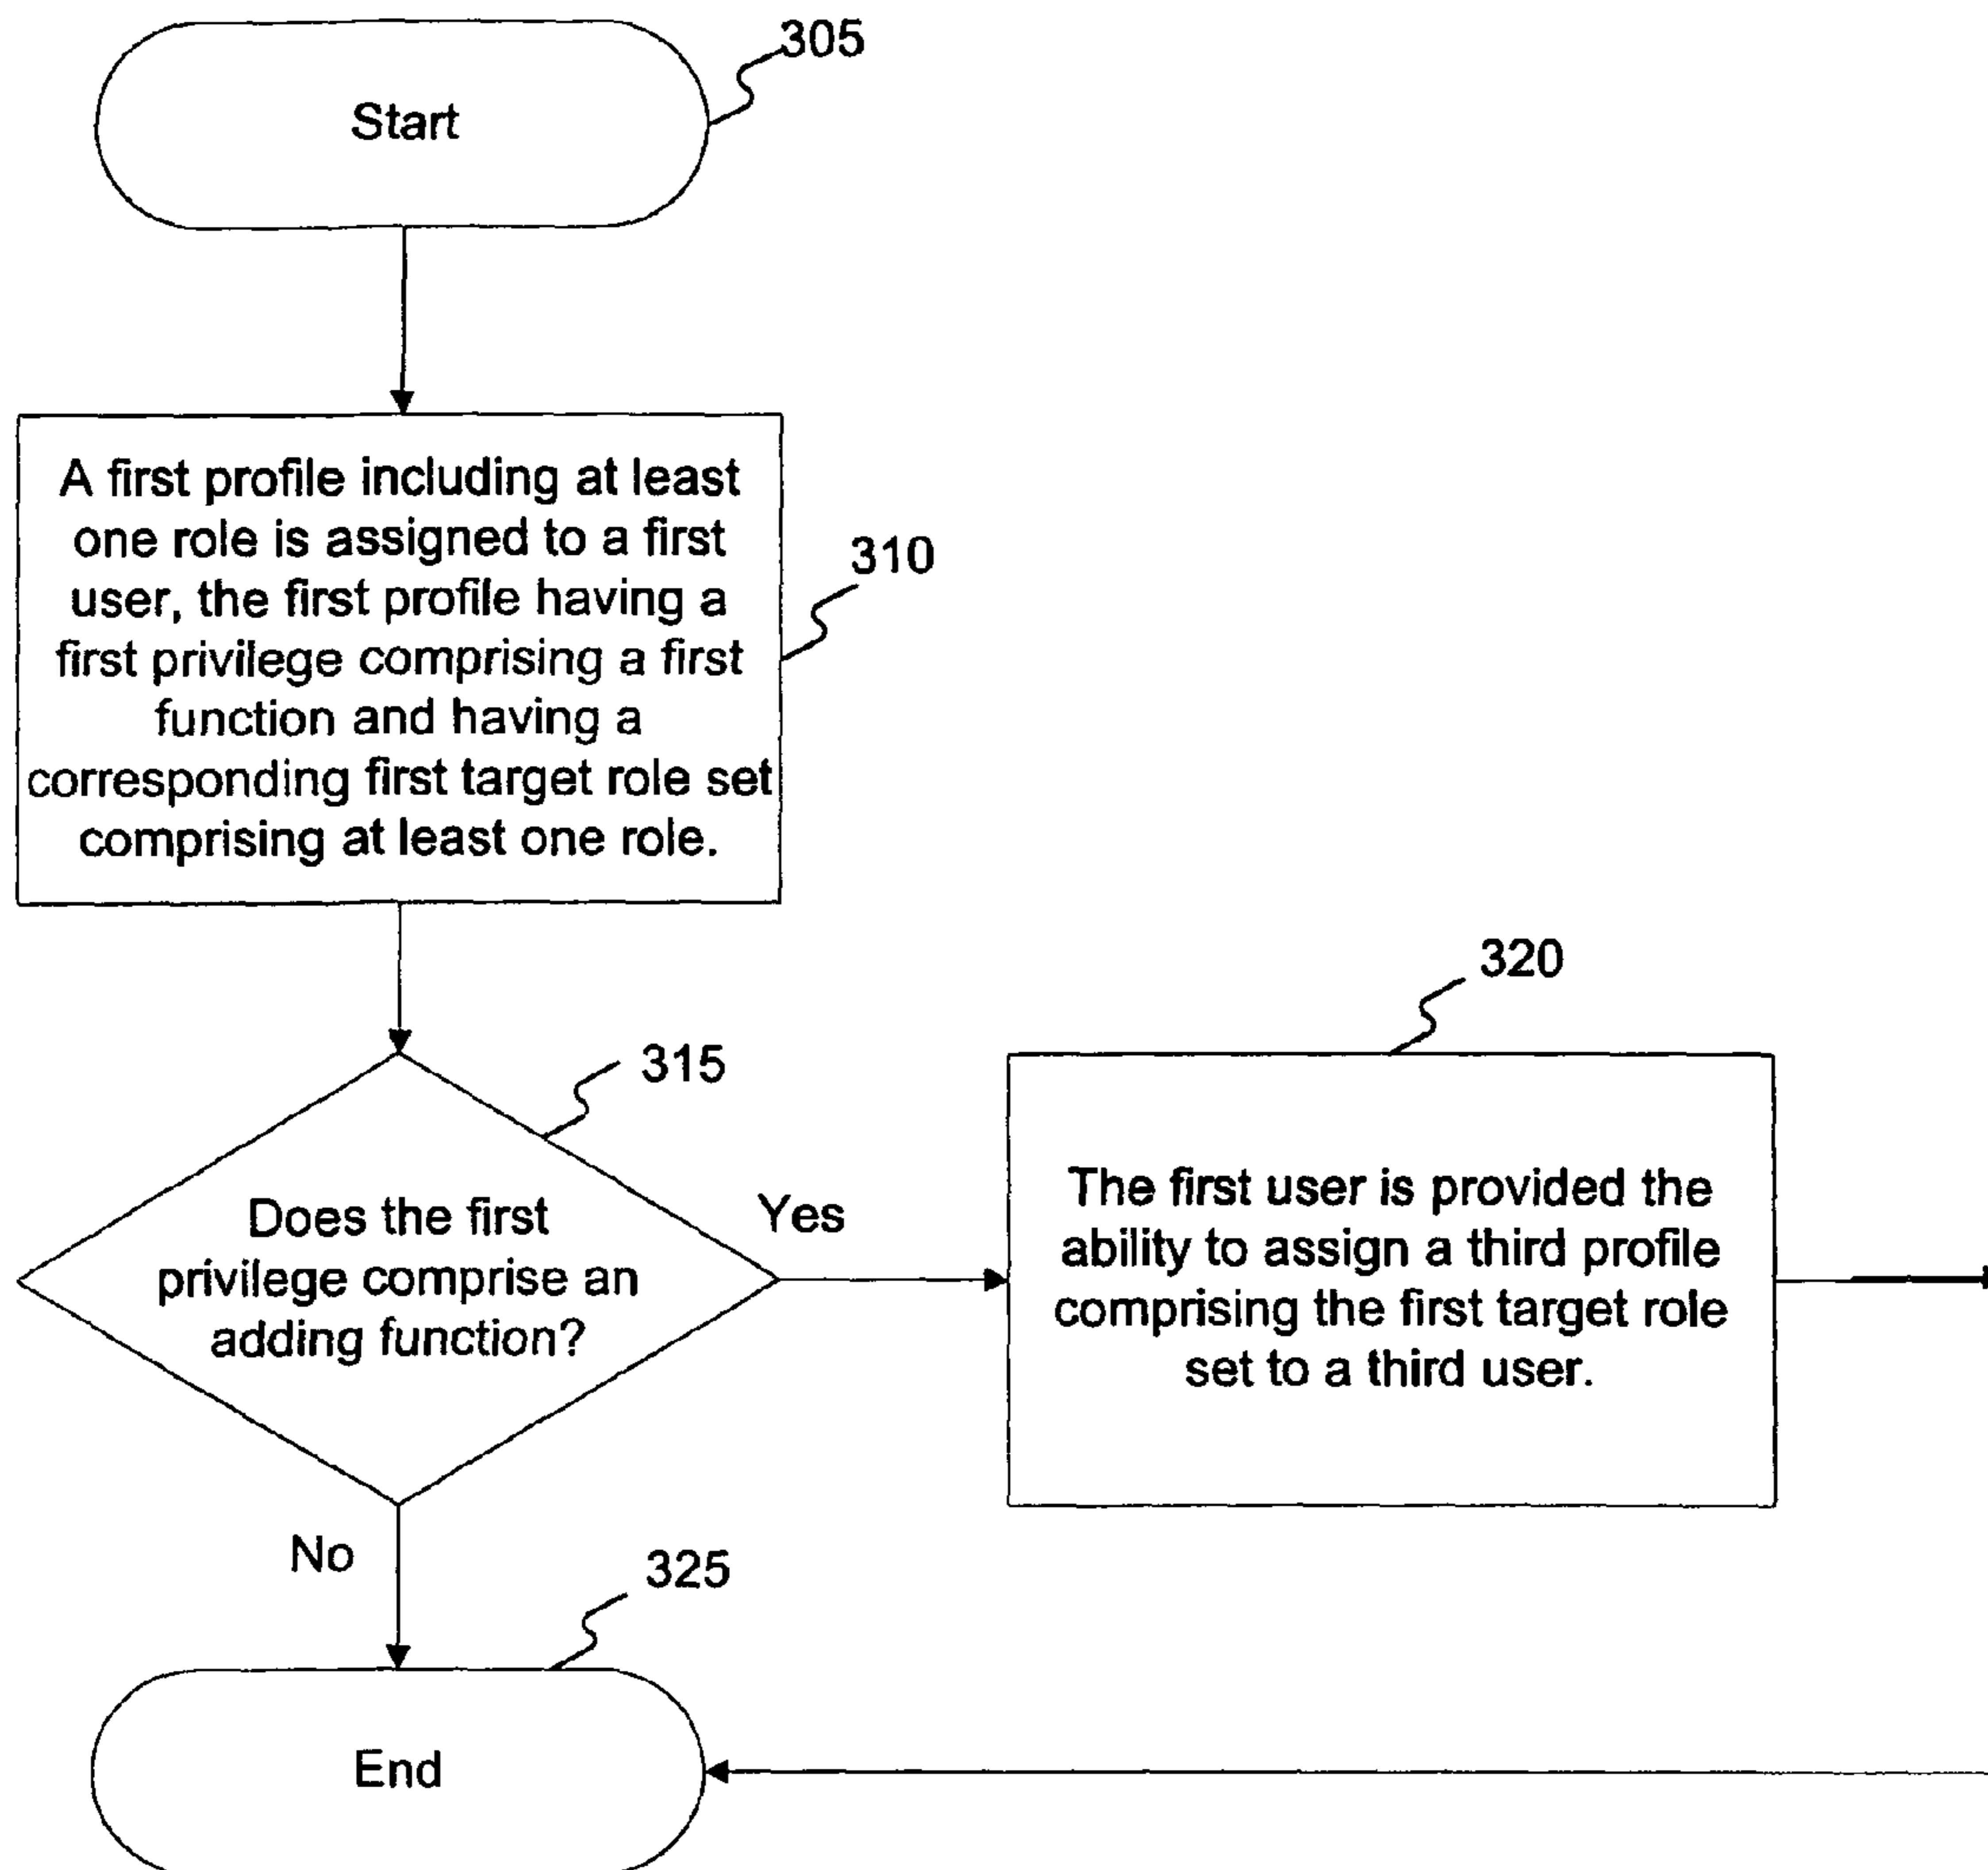 305
Start
A first profile including at least
one role is assigned to a first
user, the first profile having a
first privilege comprising a first
function and having a
corresponding first target role set
comprising at least one role.
310
315
Does the first
privilege comprise an
adding function?
Yes
320
The first user is provided the
ability to assign a third profile
comprising the first target role
set to a third user.
No
325
End